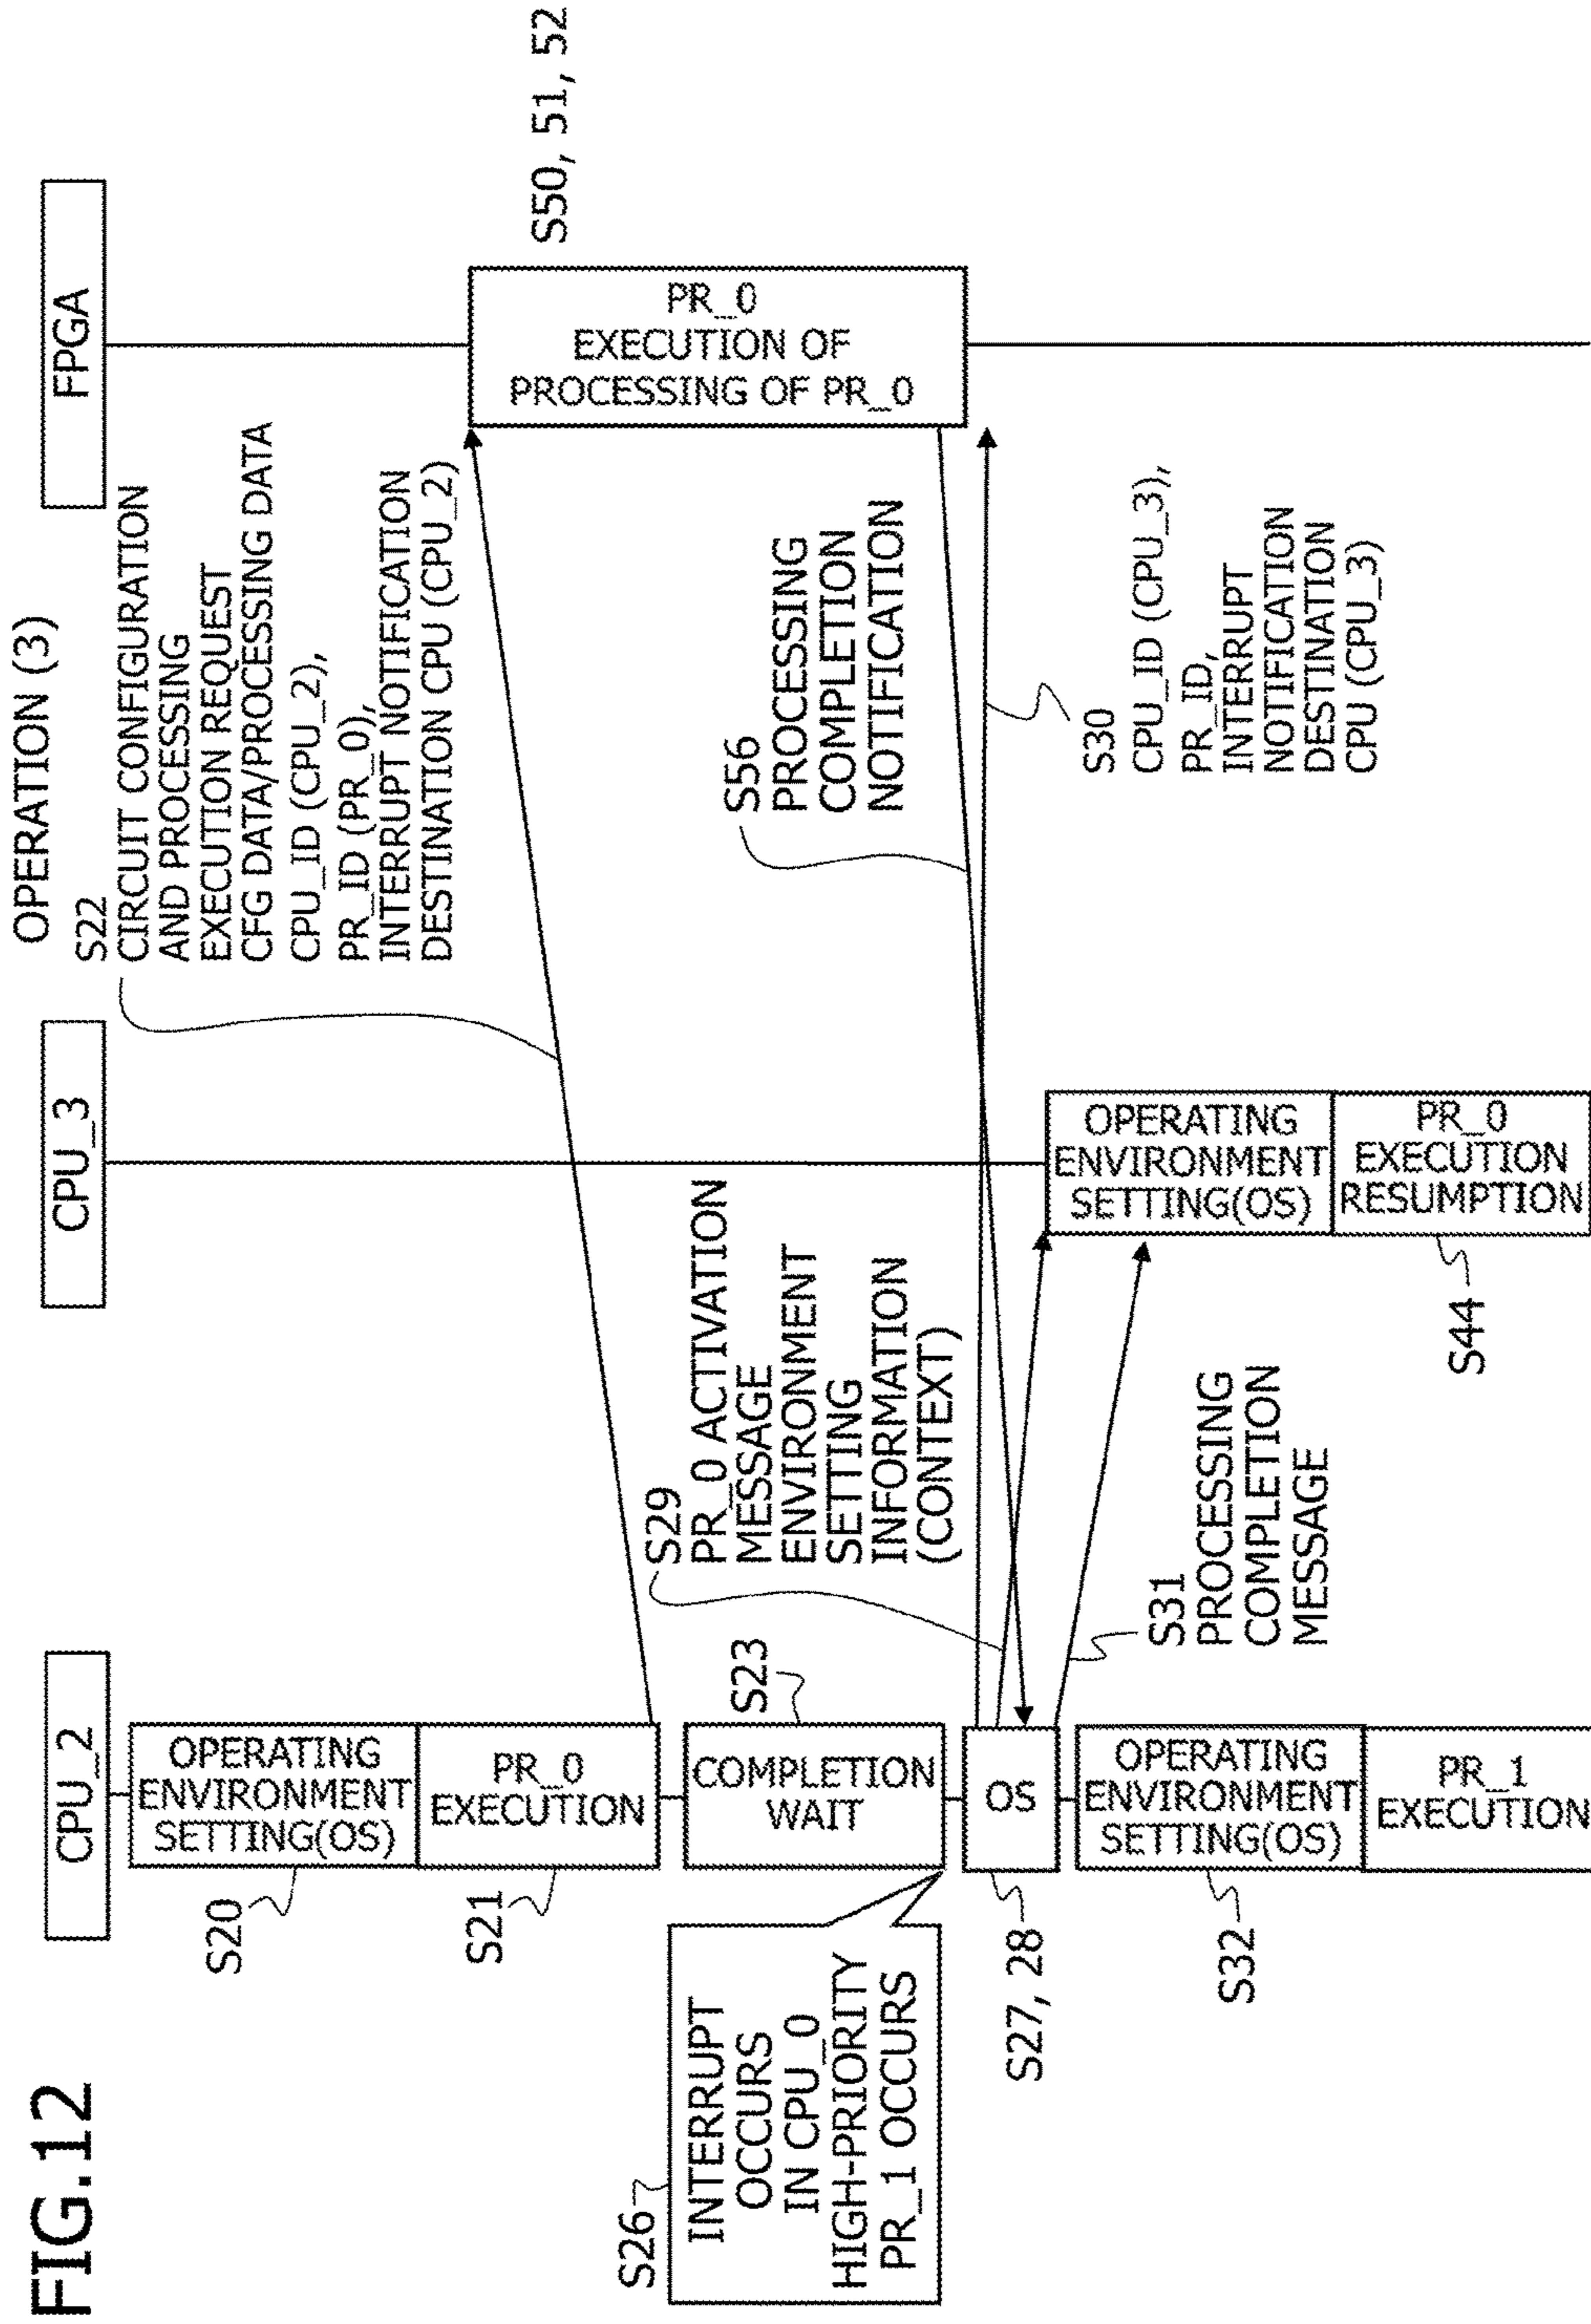 FIG.12
OPERATION (3)
CPU_2
CPU_3
FPGA
S20
OPERATING
ENVIRONMENT
SETTING(OS)
S21
PR_0
EXECUTION
S22
CIRCUIT CONFIGURATION
AND PROCESSING
EXECUTION REQUEST
CFG DATA/PROCESSING DATA
CPU_ID (CPU_2),
PR_ID (PR_0),
INTERRUPT NOTIFICATION
DESTINATION CPU (CPU_2)
PR_0
EXECUTION OF
PROCESSING OF PR_0
S50, 51, 52
S23
COMPLETION
WAIT
S26
INTERRUPT
OCCURS
IN CPU_0
HIGH-PRIORITY
PR_1 OCCURS
S29
PR_0 ACTIVATION
MESSAGE
ENVIRONMENT
SETTING
INFORMATION
(CONTEXT)
S56
PROCESSING
COMPLETION
NOTIFICATION
OS
S27, 28
S30
CPU_ID (CPU_3),
PR_ID,
INTERRUPT
NOTIFICATION
DESTINATION
CPU (CPU_3)
S31
PROCESSING
COMPLETION
MESSAGE
OPERATING
ENVIRONMENT
SETTING(OS)
PR_0
EXECUTION
RESUMPTION
S44
S32
OPERATING
ENVIRONMENT
SETTING(OS)
PR_1
EXECUTION